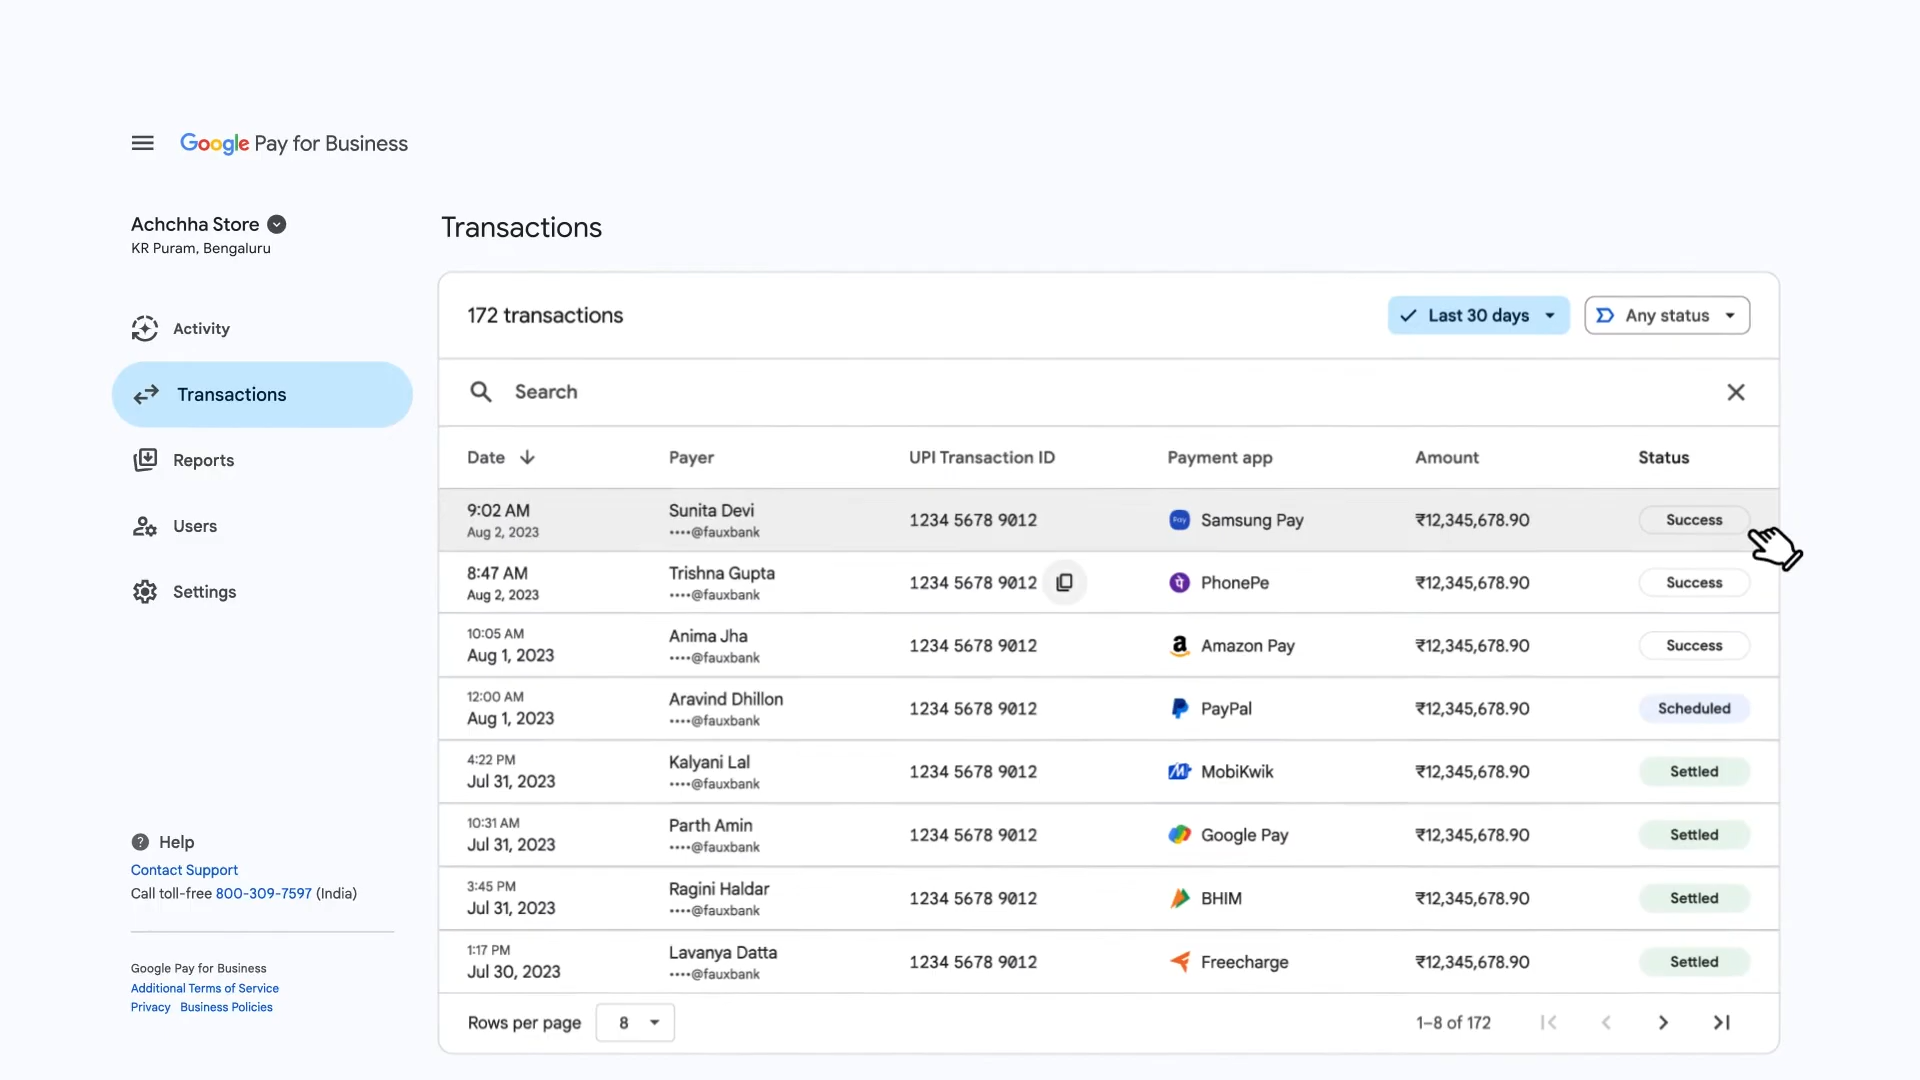 Google Pay for Business
Achchha Store
KR Puram, Bengaluru
Activity
Transactions
Reports
Users
Settings
Help
Contact Support
Call toll-free 800-309-7597 (India)
Google Pay for Business
Additional Terms of Service
Privacy Business Policies
Transactions
172 transactions
Last 30 days
Any status
Search
Date Payer UPI Transaction ID Payment app Amount Status
9:02 AM Sunita Devi 1234 5678 9012 Pay Samsung Pay ₹12,345,678.90 Success
Aug 2, 2023 ••••@fauxbank
8:47 AM Trishna Gupta 1234 5678 9012 PhonePe ₹12,345,678.90 Success
Aug 2, 2023 ••••@fauxbank
10:05 AM Anima Jha 1234 5678 9012 Amazon Pay ₹12,345,678.90 Success
Aug 1, 2023 ••••@fauxbank
12:00 AM Aravind Dhillon 1234 5678 9012 PayPal ₹12,345,678.90 Scheduled
Aug 1, 2023 ••••@fauxbank
4:22 PM Kalyani Lal 1234 5678 9012 MobiKwik ₹12,345,678.90 Settled
Jul 31, 2023 ••••@fauxbank
10:31 AM Parth Amin 1234 5678 9012 Google Pay ₹12,345,678.90 Settled
Jul 31, 2023 ••••@fauxbank
3:45 PM Ragini Haldar 1234 5678 9012 BHIM ₹12,345,678.90 Settled
Jul 31, 2023 ••••@fauxbank
1:17 PM Lavanya Datta 1234 5678 9012 Freecharge ₹12,345,678.90 Settled
Jul 30, 2023 ••••@fauxbank
Rows per page 8 1–8 of 172